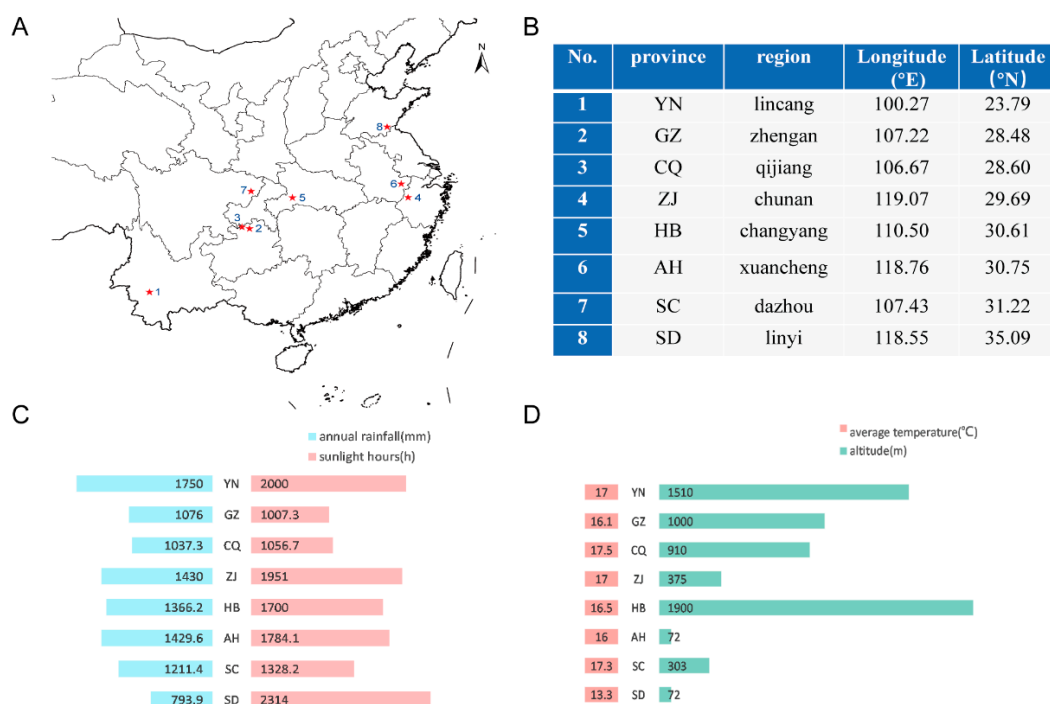 A
N
8
7
6
5
4
3
2
1
B
No. province region Longitude (°E) Latitude (°N)
1 YN lincang 100.27 23.79
2 GZ zhengan 107.22 28.48
3 CQ qijiang 106.67 28.60
4 ZJ chunan 119.07 29.69
5 HB changyang 110.50 30.61
6 AH xuancheng 118.76 30.75
7 SC dazhou 107.43 31.22
8 SD linyi 118.55 35.09
C
annual rainfall(mm)
sunlight hours(h)
1750 YN 2000
1076 GZ 1007.3
1037.3 CQ 1056.7
1430 ZJ 1951
1366.2 HB 1700
1429.6 AH 1784.1
1211.4 SC 1328.2
793.9 SD 2314
D
average temperature(℃)
altitude(m)
17 YN 1510
16.1 GZ 1000
17.5 CQ 910
17 ZJ 375
16.5 HB 1900
16 AH 72
17.3 SC 303
13.3 SD 72